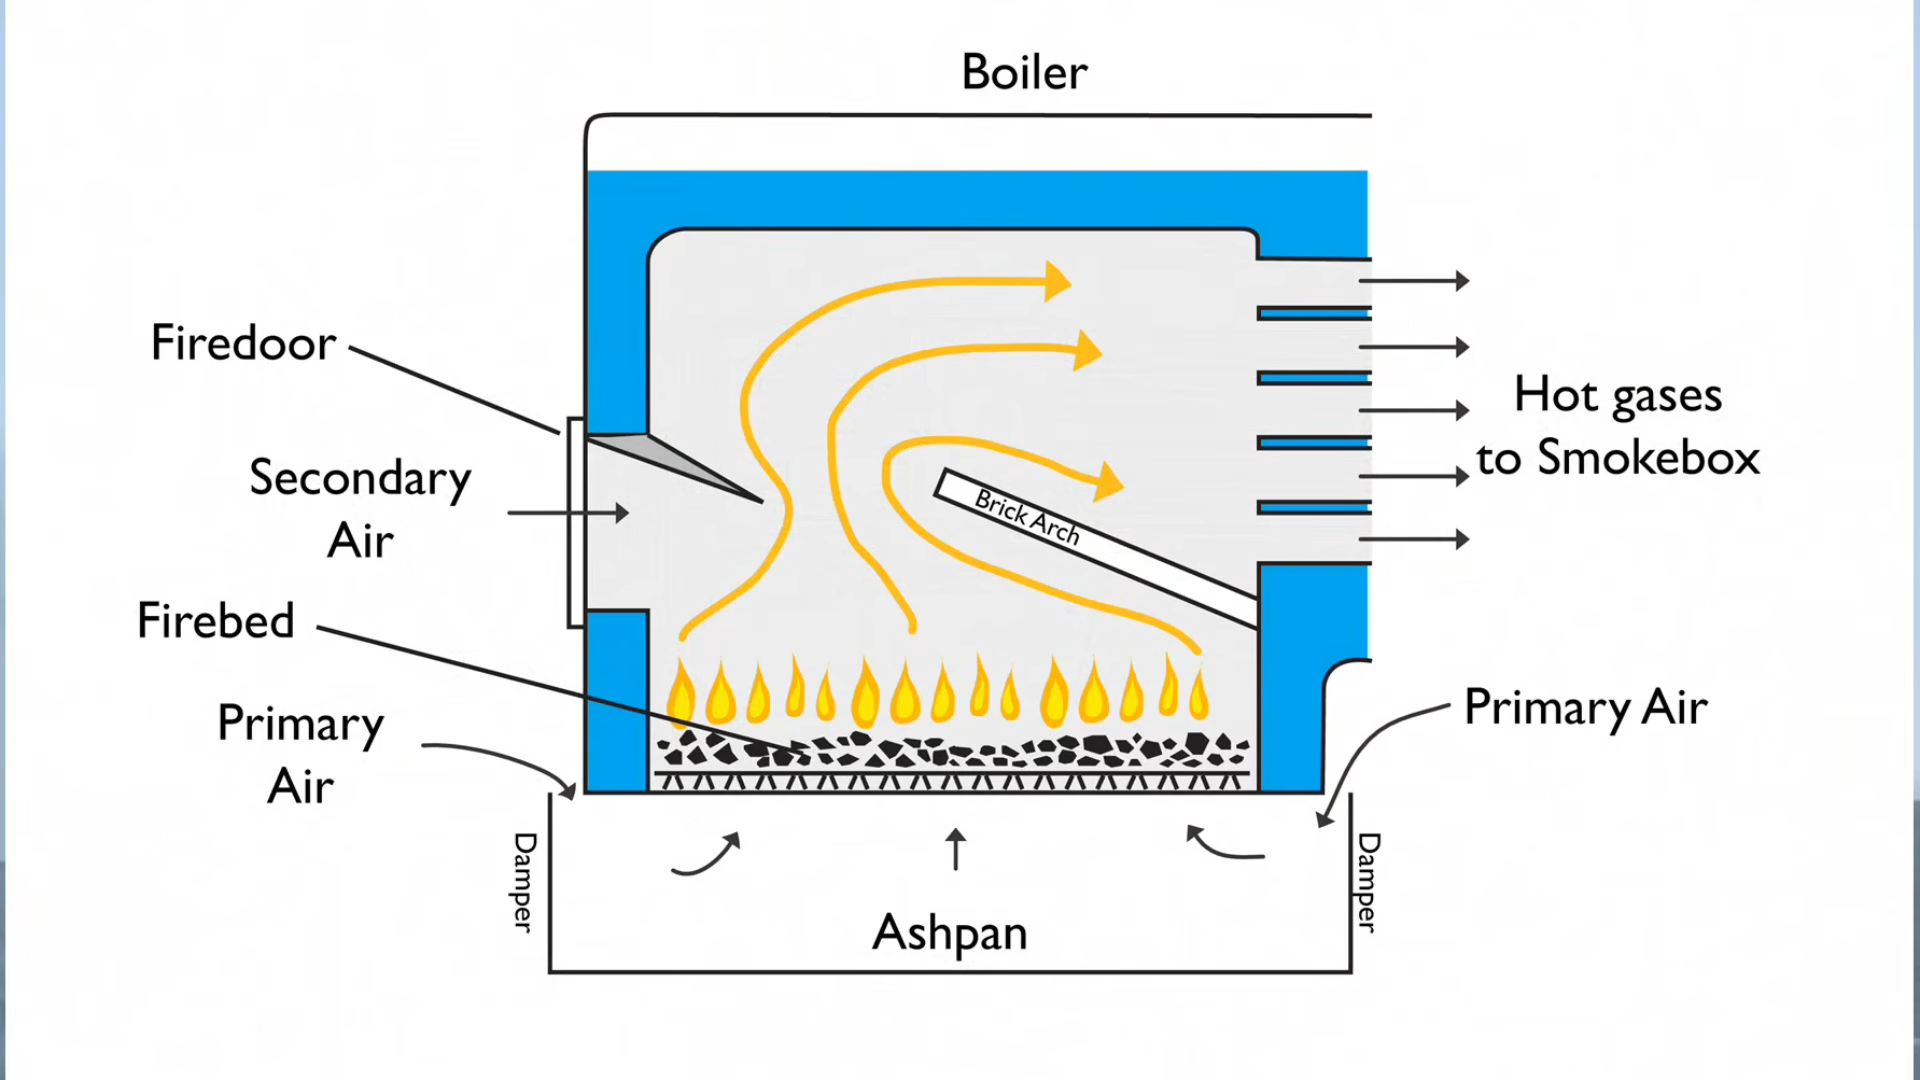 Boiler
Firedoor
Secondary
Air
Hot gases
to Smokebox
Brick Arch
Firebed
Primary
Air
Primary Air
Damper
Damper
Ashpan